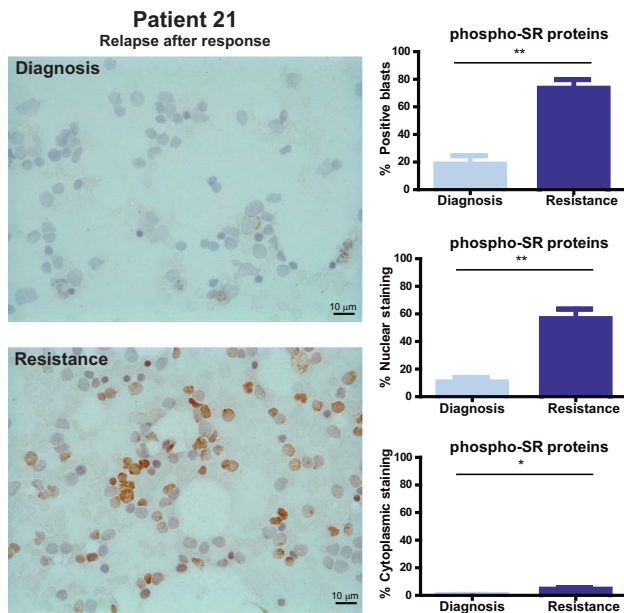 Patient 21
Relapse after response
Diagnosis
10 µm
Resistance
10 µm
phospho-SR proteins
**
% Positive blasts
100
80
60
40
20
0
Diagnosis Resistance
phospho-SR proteins
**
% Nuclear staining
100
80
60
40
20
0
Diagnosis Resistance
phospho-SR proteins
*
% Cytoplasmic staining
100
80
60
40
20
0
Diagnosis Resistance